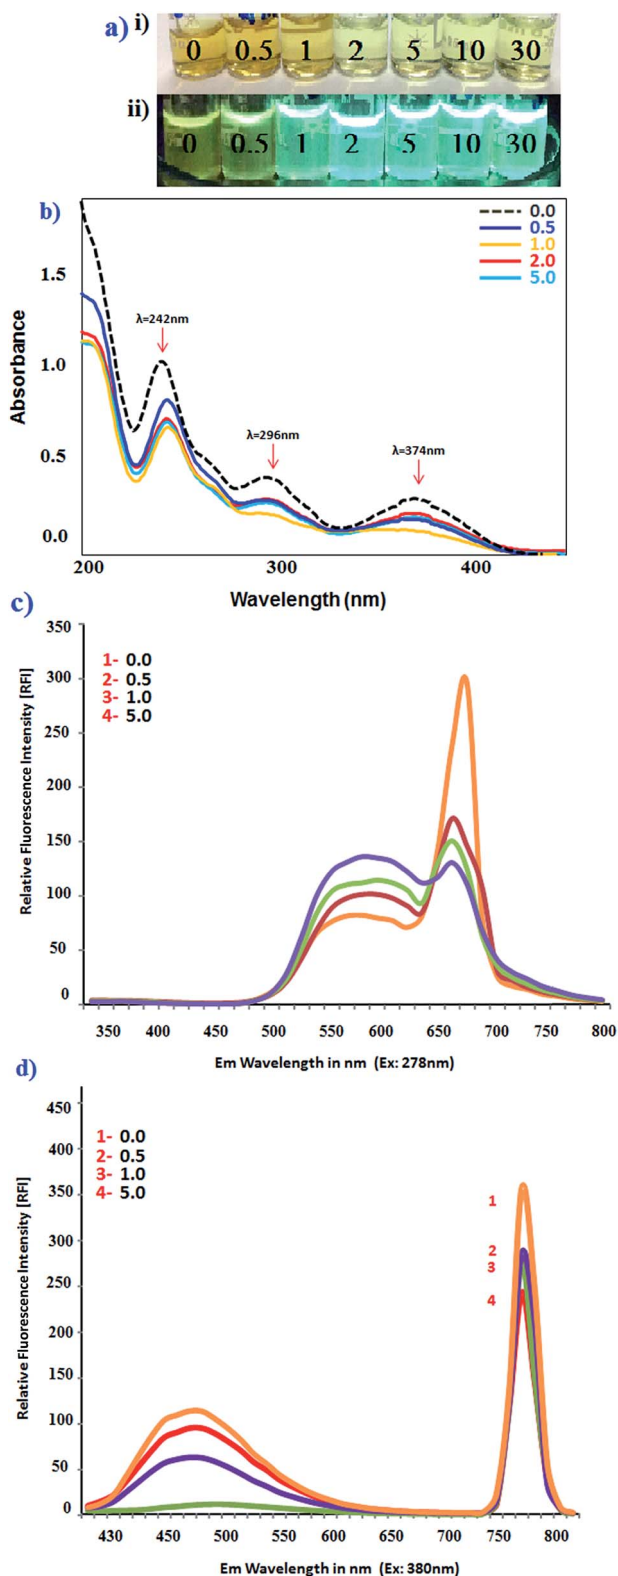 a)
i)
0 0.5 1 2 5 10 30
ii)
0 0.5 1 2 5 10 30
b)
0.0
0.5
1.0
2.0
5.0
1.5
1.0
0.5
0.0
Absorbance
λ=242nm
λ=296nm
λ=374nm
200 300 400
Wavelength (nm)
c)
350
300
250
200
150
100
50
0
Relative Fluorescence Intensity [RFI]
1- 0.0
2- 0.5
3- 1.0
4- 5.0
350 400 450 500 550 600 650 700 750 800
Em Wavelength in nm (Ex: 278nm)
d)
450
400
350
300
250
200
150
100
50
0
Relative Fluorescence Intensity [RFI]
1- 0.0
2- 0.5
3- 1.0
4- 5.0
1
2
3
4
430 450 500 550 600 650 700 750 800
Em Wavelength in nm (Ex: 380nm)